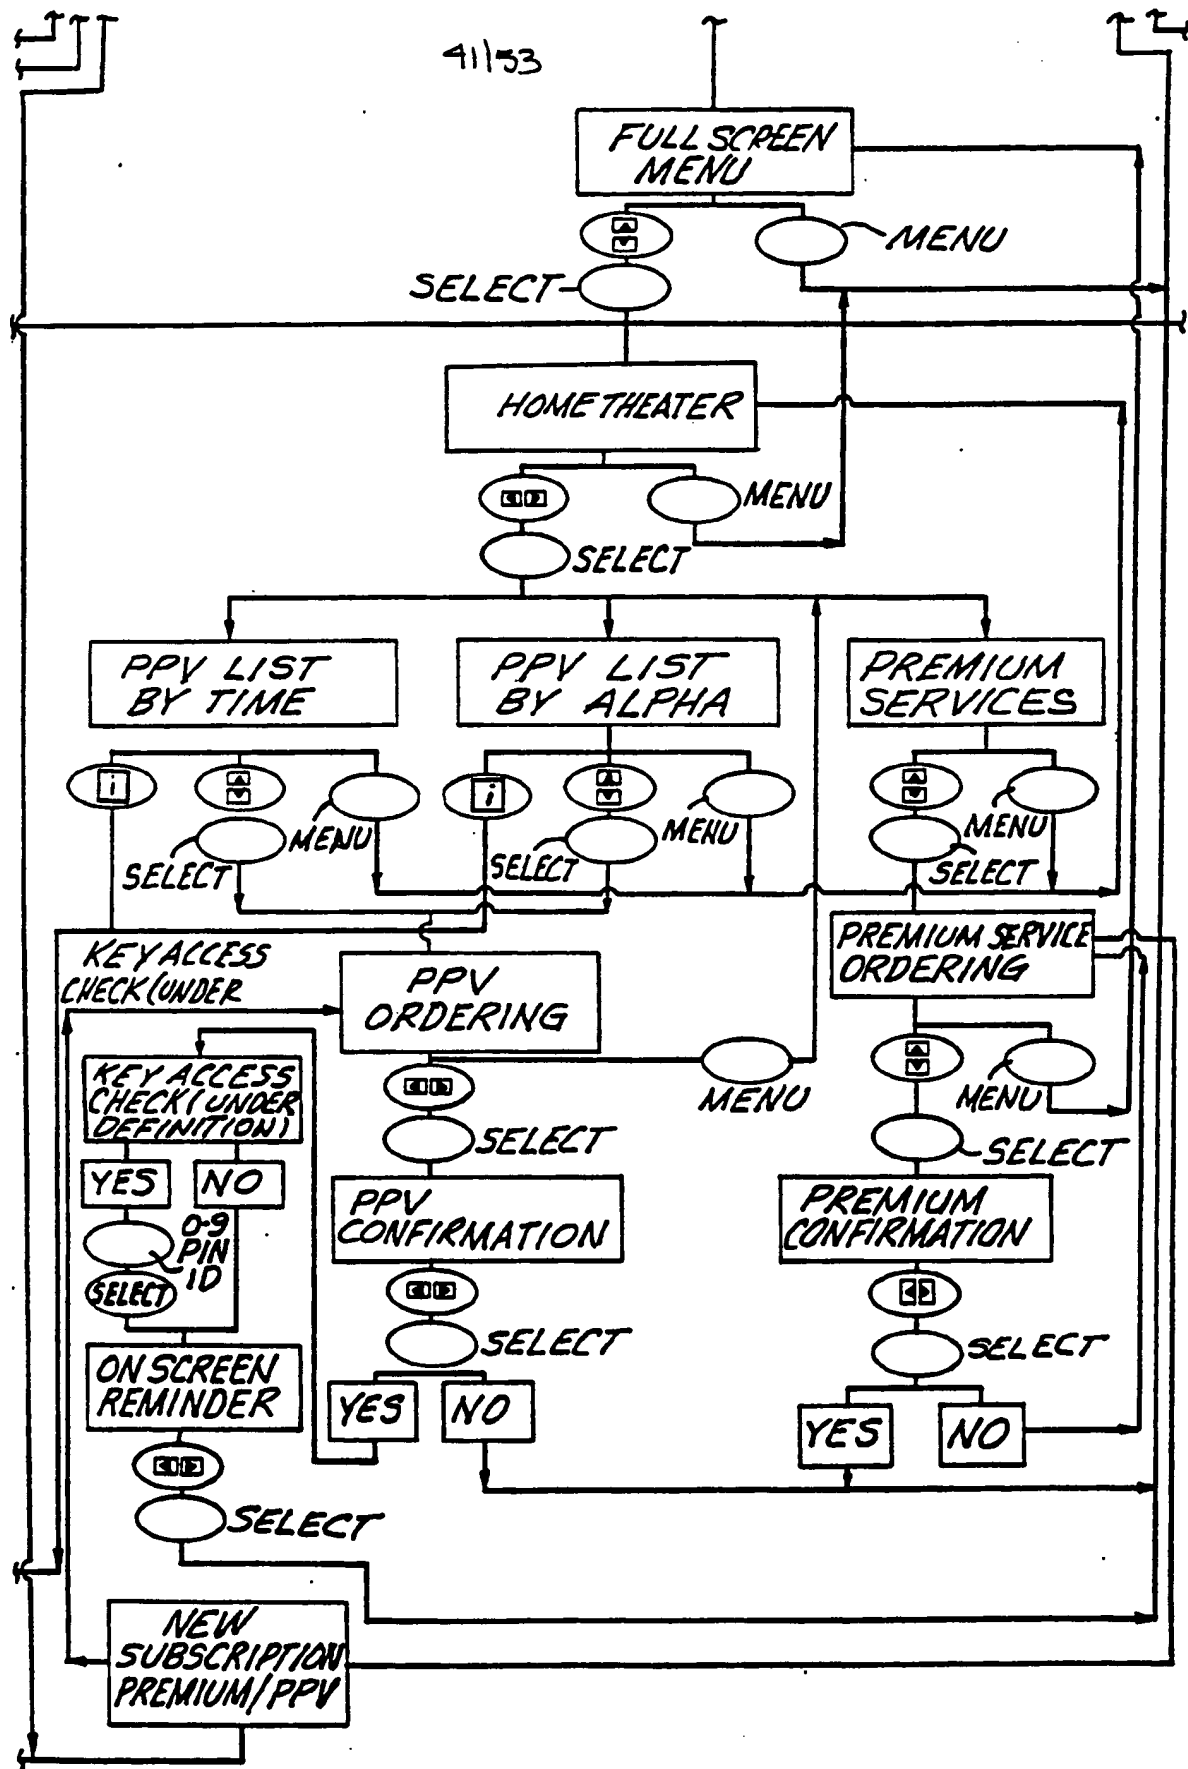 41/53
FULL SCREEN
MENU
MENU
SELECT
HOME THEATER
MENU
SELECT
PPV LIST
BY TIME
PPV LIST
BY ALPHA
PREMIUM
SERVICES
i
MENU
SELECT
i
MENU
SELECT
MENU
SELECT
KEY ACCESS
CHECK (UNDER
PPV
ORDERING
PREMIUM SERVICE
ORDERING
KEY ACCESS
CHECK (UNDER
DEFINITION)
MENU
MENU
SELECT
SELECT
YES
NO
0-9
PIN
ID
SELECT
PPV
CONFIRMATION
PREMIUM
CONFIRMATION
SELECT
SELECT
ON SCREEN
REMINDER
YES
NO
YES
NO
SELECT
NEW
SUBSCRIPTION
PREMIUM/PPV